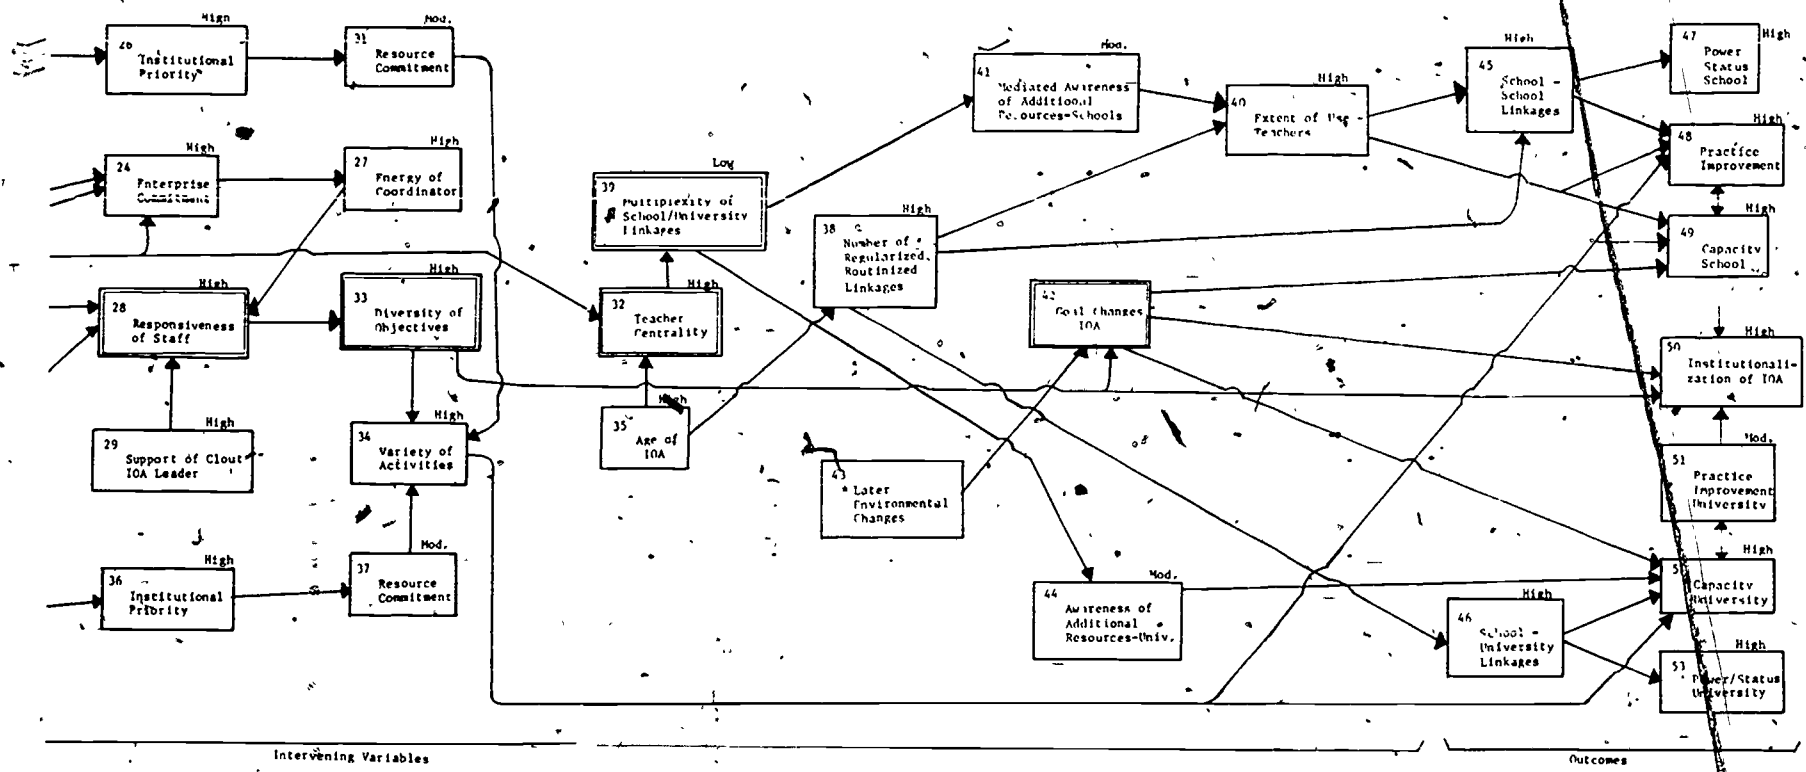 High
26
Institutional
Priority
Mod.
31
Resource
Commitment
High
24
Enterprise
Commitment
High
27
Energy of
Coordinator
High
28
Responsiveness
of Staff
High
33
Diversity of
Objectives
High
29
Support of Clout
IOA Leader
High
34
Variety of
Activities
High
36
Institutional
Priority
Mod.
37
Resource
Commitment
Low
39
Multiplexity of
School/University
Linkages
High
32
Teacher
Centrality
High
35
Age of
IOA
High
38
Number of
Regularized
Routinized
Linkages
Mod.
41
Mediated Awareness
of Additional
Resources-Schools
High
40
Extent of Use -
Teachers
42
Goal Changes
IOA
43
* Later
Environmental
Changes
Mod.
44
Awareness of
Additional
Resources-Univ.
High
45
School -
School
Linkages
High
46
School -
University
Linkages
High
47
Power
Status
School
High
48
Practice
Improvement
High
49
Capacity
School
High
50
Institutionali-
zation of IOA
Mod.
51
Practice
Improvement
University
High
Capacity
University
High
53
Power/Status
University
Intervening Variables
Outcomes